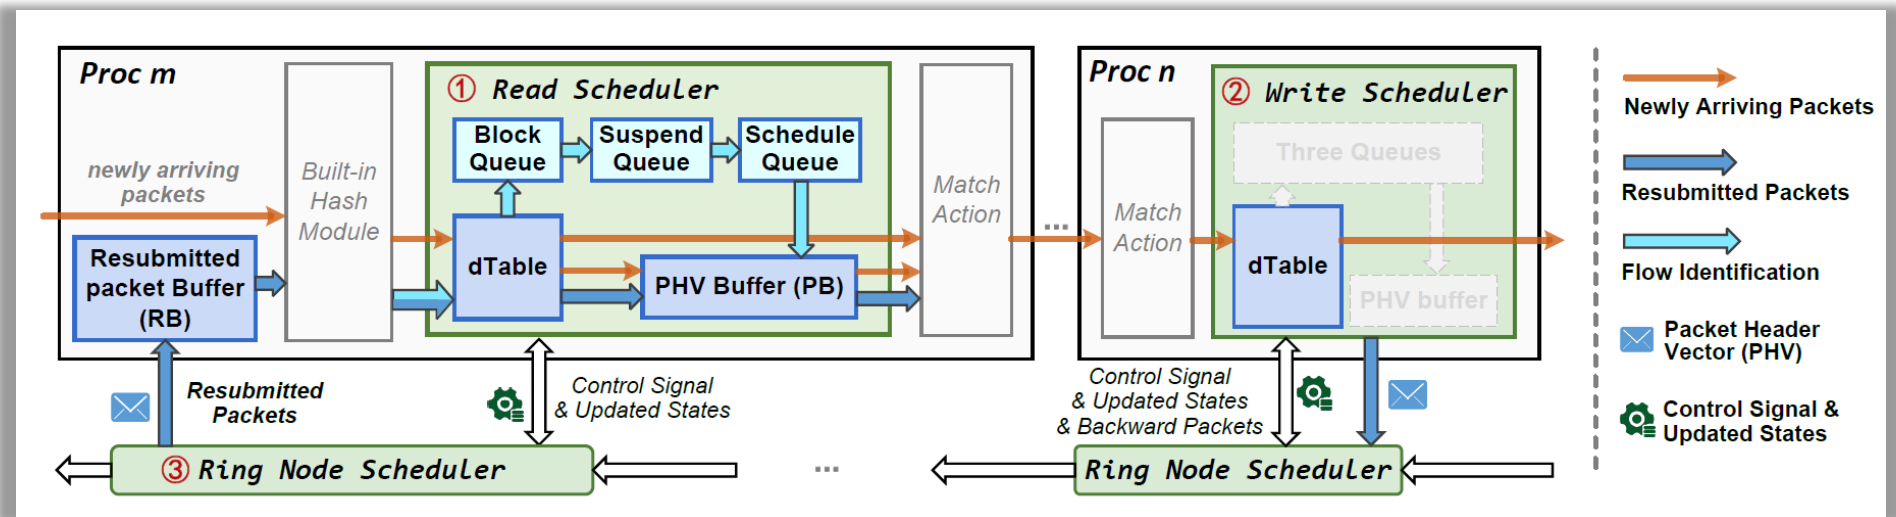 Proc m
newly arriving
packets
Resubmitted
packet Buffer
(RB)
Built-in
Hash
Module
① Read Scheduler
Block
Queue
Suspend
Queue
Schedule
Queue
dTable
PHV Buffer (PB)
Match
Action
...
Proc n
Match
Action
② Write Scheduler
Three Queues
dTable
PHV buffer
Resubmitted
Packets
Control Signal
& Updated States
Control Signal
& Updated States
& Backward Packets
③ Ring Node Scheduler
...
Ring Node Scheduler
Newly Arriving Packets
Resubmitted Packets
Flow Identification
Packet Header
Vector (PHV)
Control Signal &
Updated States